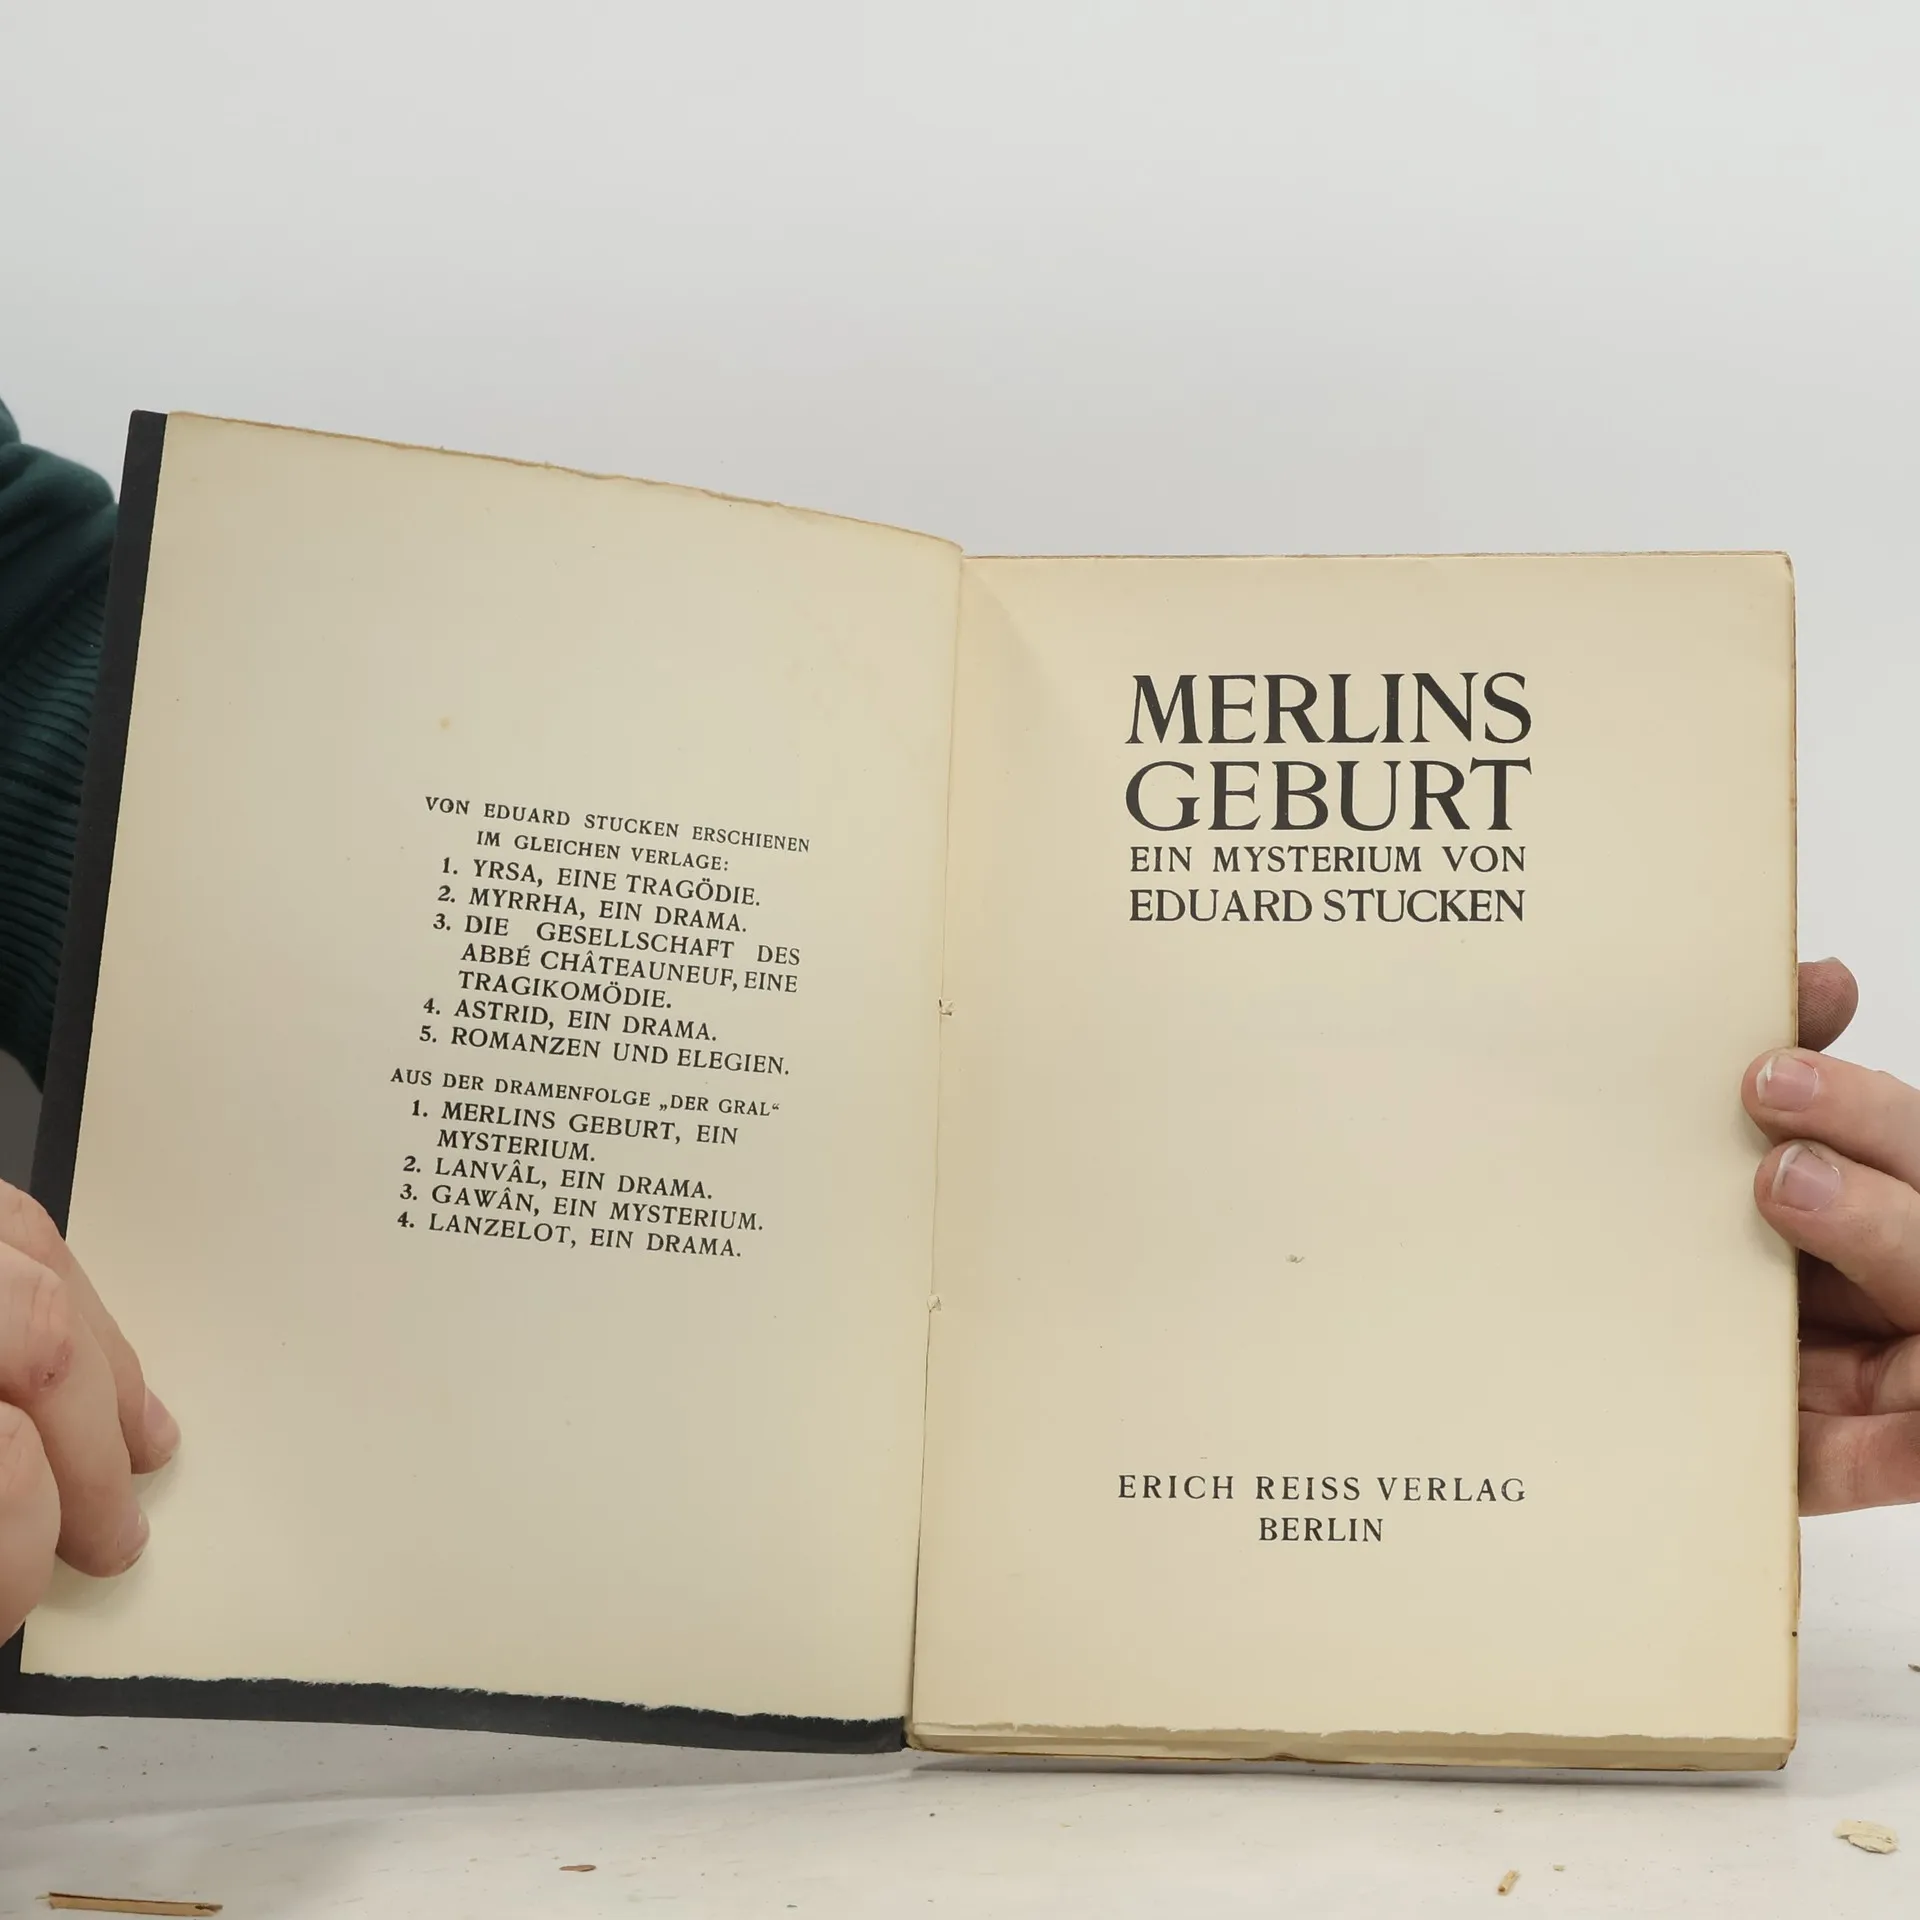 VON EDUARD STUCKEN ERSCHIENEN
IM GLEICHEN VERLAGE:
1. YRSA, EINE TRAGÖDIE.
2. MYRRHA, EIN DRAMA.
3. DIE GESELLSCHAFT DES
ABBÉ CHÂTEAUNEUF, EINE
TRAGIKOMÖDIE.
4. ASTRID, EIN DRAMA.
5. ROMANZEN UND ELEGIEN.
AUS DER DRAMENFOLGE „DER GRAL“
1. MERLINS GEBURT, EIN
MYSTERIUM.
2. LANVÂL, EIN DRAMA.
3. GAWÂN, EIN MYSTERIUM.
4. LANZELOT, EIN DRAMA.
MERLINS
GEBURT
EIN MYSTERIUM VON
EDUARD STUCKEN
ERICH REISS VERLAG
BERLIN